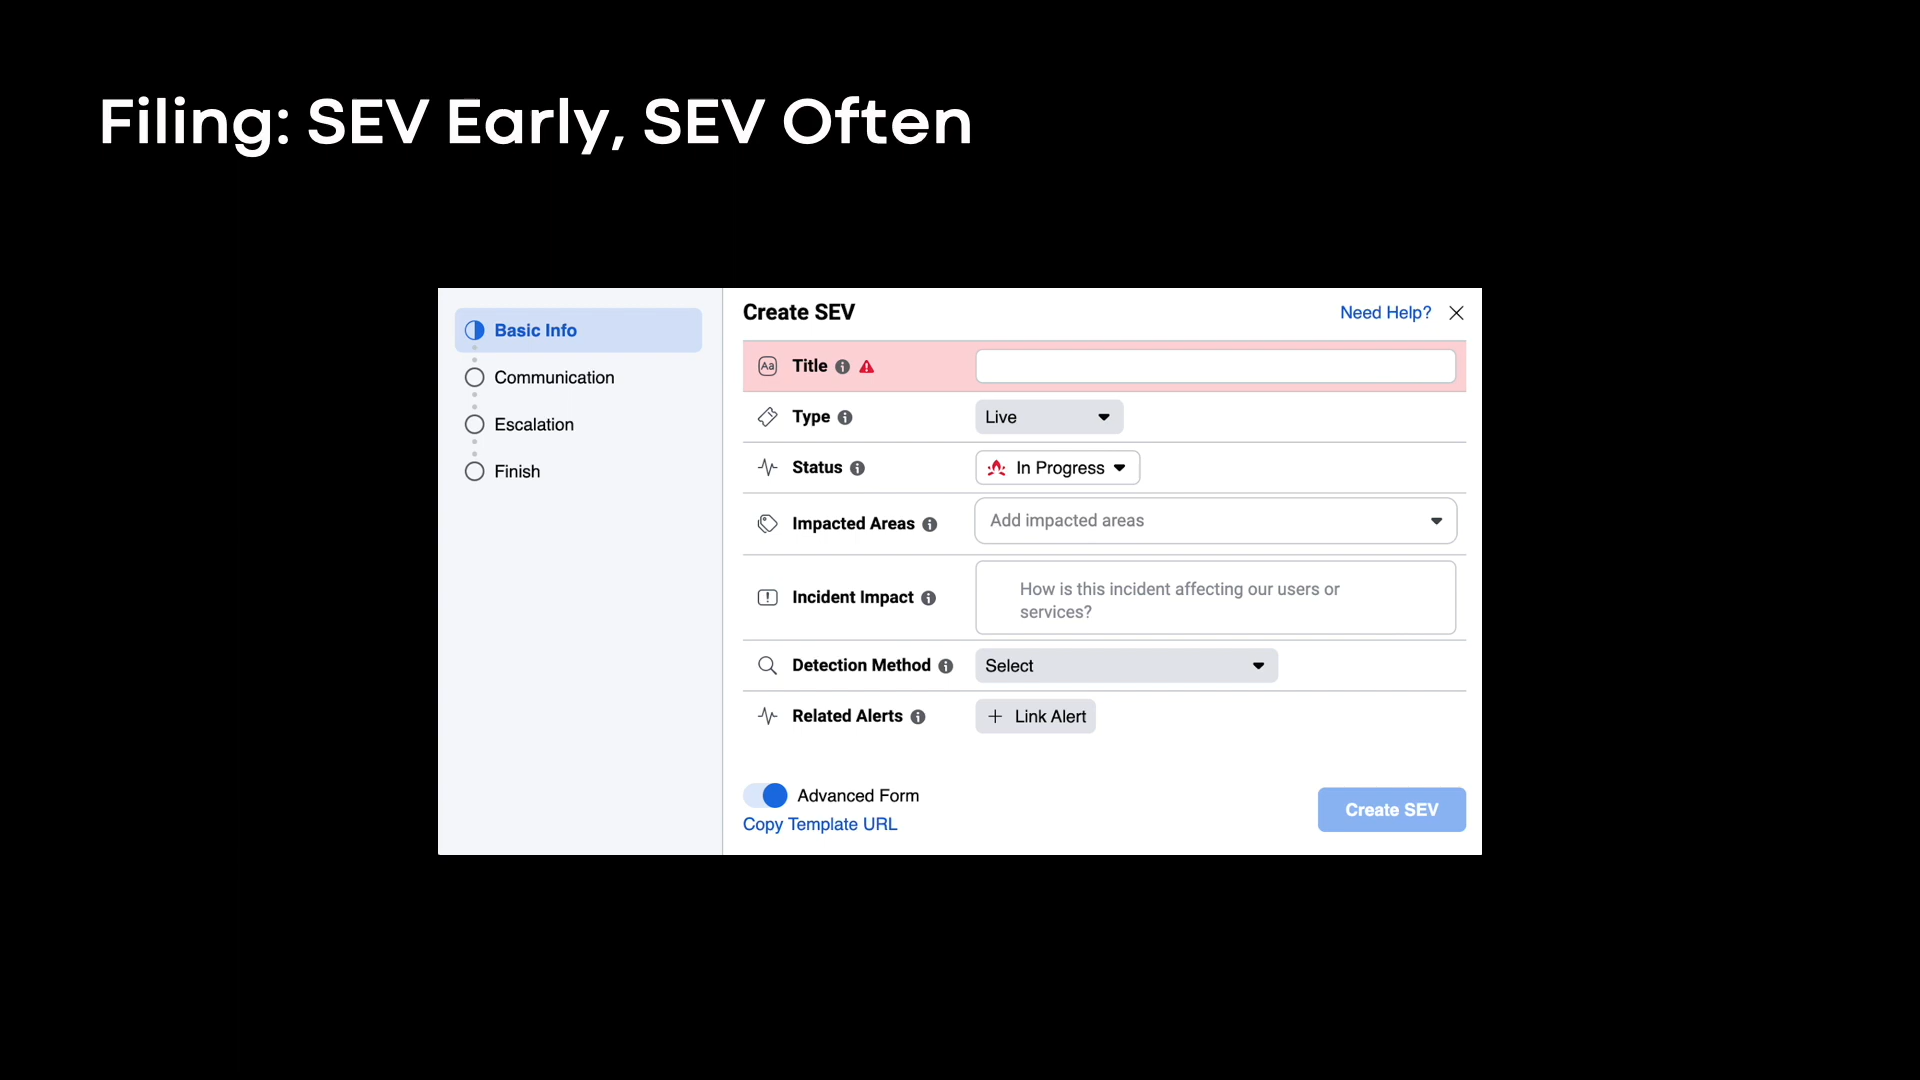 Filing: SEV Early, SEV Often
Basic Info
Communication
Escalation
Finish
Create SEV
Need Help?
Aa Title
Type Live
Status In Progress
Impacted Areas Add impacted areas
Incident Impact How is this incident affecting our users or
services?
Detection Method Select
Related Alerts + Link Alert
Advanced Form
Copy Template URL
Create SEV